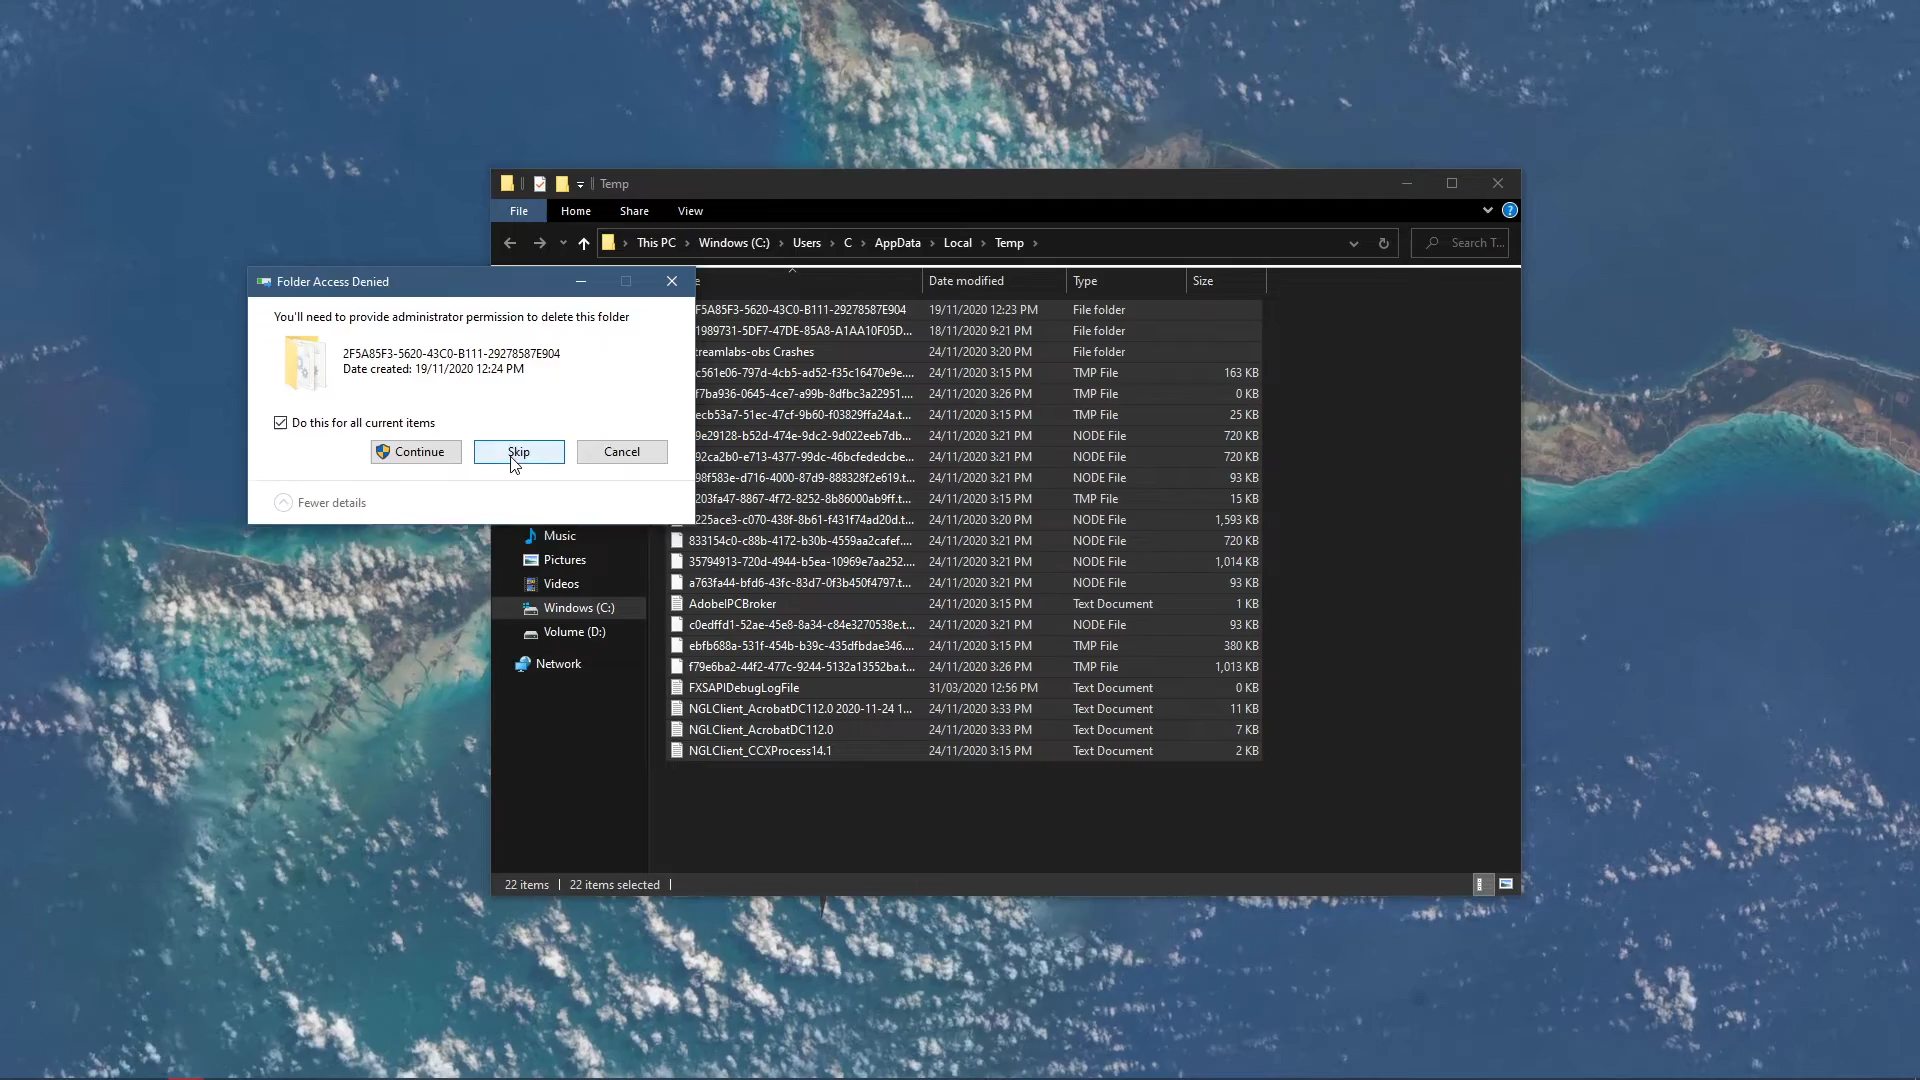 Temp
File Home Share View
This PC Windows (C:) Users C AppData Local Temp Search T...
Folder Access Denied
You'll need to provide administrator permission to delete this folder
2F5A85F3-5620-43C0-B111-29278587E904
Date created: 19/11/2020 12:24 PM
Do this for all current items
Continue Skip Cancel
Fewer details
Music
Pictures
Videos
Windows (C:)
Volume (D:)
Network
e Date modified Type Size
F5A85F3-5620-43C0-B111-29278587E904 19/11/2020 12:23 PM File folder
1989731-5DF7-47DE-85A8-A1AA10F05D... 18/11/2020 9:21 PM File folder
treamlabs-obs Crashes 24/11/2020 3:20 PM File folder
c561e06-797d-4cb5-ad52-f35c16470e9e.... 24/11/2020 3:15 PM TMP File 163 KB
f7ba936-0645-4ce7-a99b-8dfbc3a22951.... 24/11/2020 3:26 PM TMP File 0 KB
ecb53a7-51ec-47cf-9b60-f03829ffa24a.t... 24/11/2020 3:15 PM TMP File 25 KB
9e29128-b52d-474e-9dc2-9d022eeb7db... 24/11/2020 3:21 PM NODE File 720 KB
92ca2b0-e713-4377-99dc-46bcfededcbe... 24/11/2020 3:21 PM NODE File 720 KB
98f583e-d716-4000-87d9-888328f2e619.t... 24/11/2020 3:21 PM NODE File 93 KB
203fa47-8867-4f72-8252-8b86000ab9ff.t... 24/11/2020 3:15 PM TMP File 15 KB
225ace3-c070-438f-8b61-f431f74ad20d.t... 24/11/2020 3:20 PM NODE File 1,593 KB
833154c0-c88b-4172-b30b-4559aa2cafef.... 24/11/2020 3:21 PM NODE File 720 KB
35794913-720d-4944-b5ea-10969e7aa252.... 24/11/2020 3:21 PM NODE File 1,014 KB
a763fa44-bfd6-43fc-83d7-0f3b450f4797.t... 24/11/2020 3:21 PM NODE File 93 KB
AdobeIPCBroker 24/11/2020 3:15 PM Text Document 1 KB
c0edffd1-52ae-45e8-8a34-c84e3270538e.t... 24/11/2020 3:21 PM NODE File 93 KB
ebfb688a-531f-454b-b39c-435dfbdae346.... 24/11/2020 3:15 PM TMP File 380 KB
f79e6ba2-44f2-477c-9244-5132a13552ba.t... 24/11/2020 3:26 PM TMP File 1,013 KB
FXSAPIDebugLogFile 31/03/2020 12:56 PM Text Document 0 KB
NGLClient_AcrobatDC112.0 2020-11-24 1... 24/11/2020 3:33 PM Text Document 11 KB
NGLClient_AcrobatDC112.0 24/11/2020 3:33 PM Text Document 7 KB
NGLClient_CCXProcess14.1 24/11/2020 3:15 PM Text Document 2 KB
22 items 22 items selected